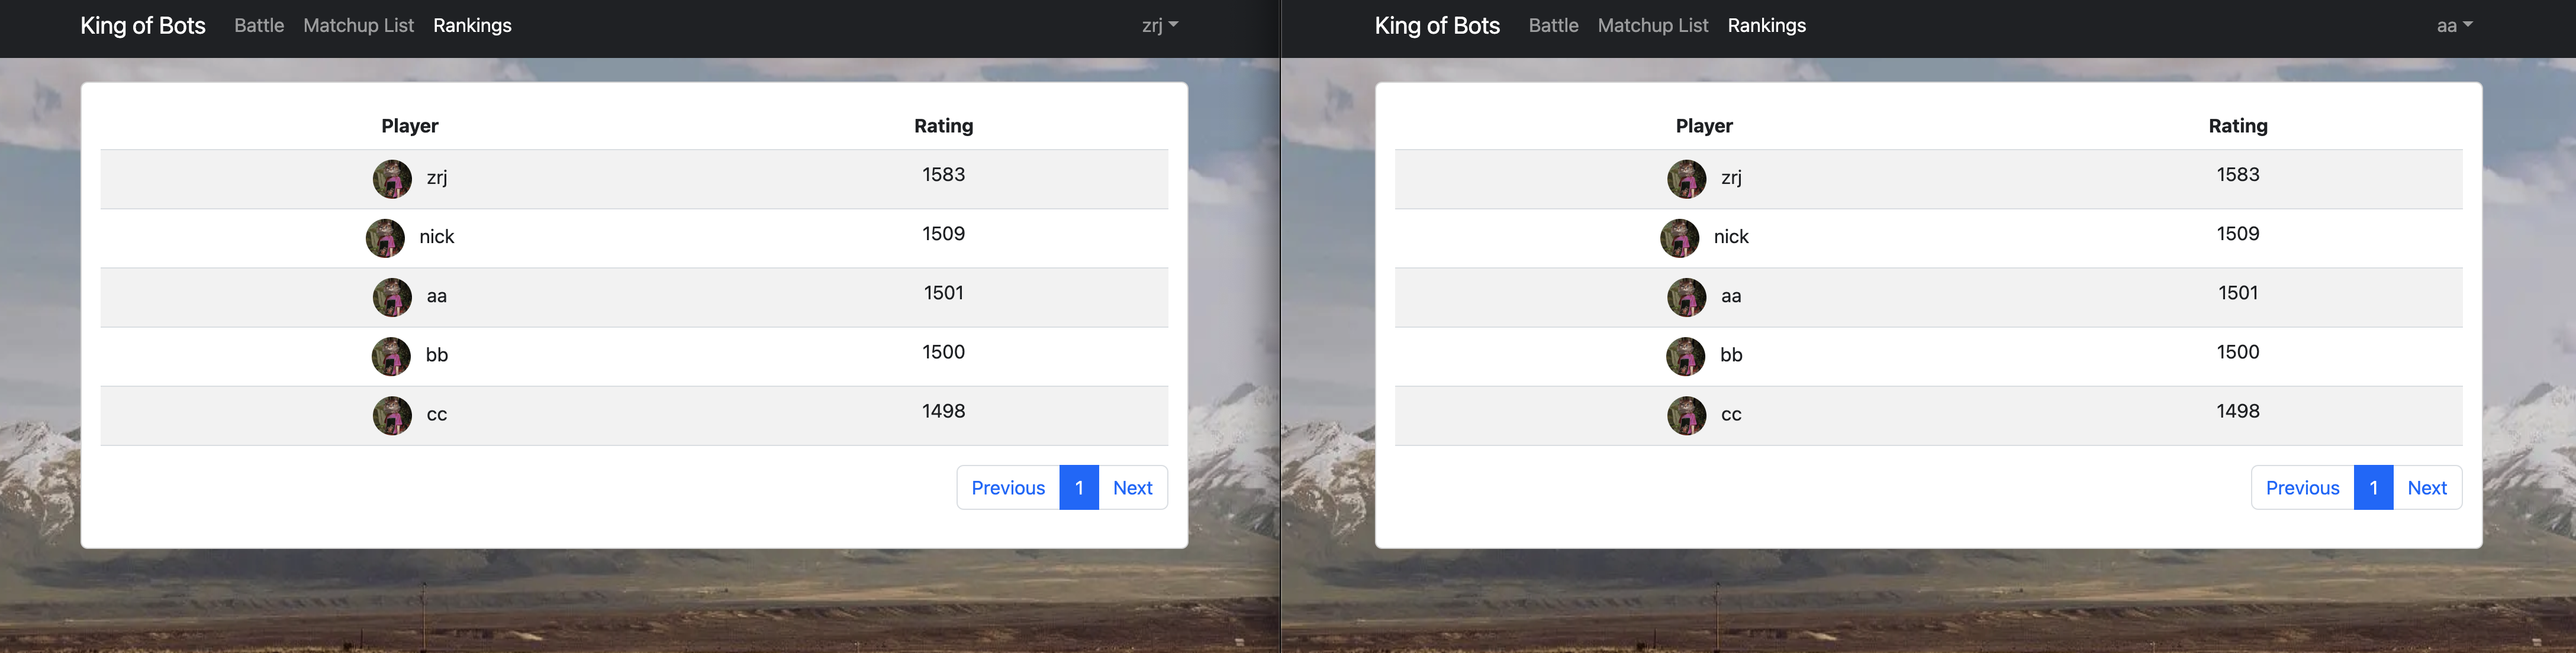 King of Bots Battle Matchup List Rankings zrj
Player Rating
zrj 1583
nick 1509
aa 1501
bb 1500
cc 1498
Previous 1 Next
King of Bots Battle Matchup List Rankings aa
Player Rating
zrj 1583
nick 1509
aa 1501
bb 1500
cc 1498
Previous 1 Next